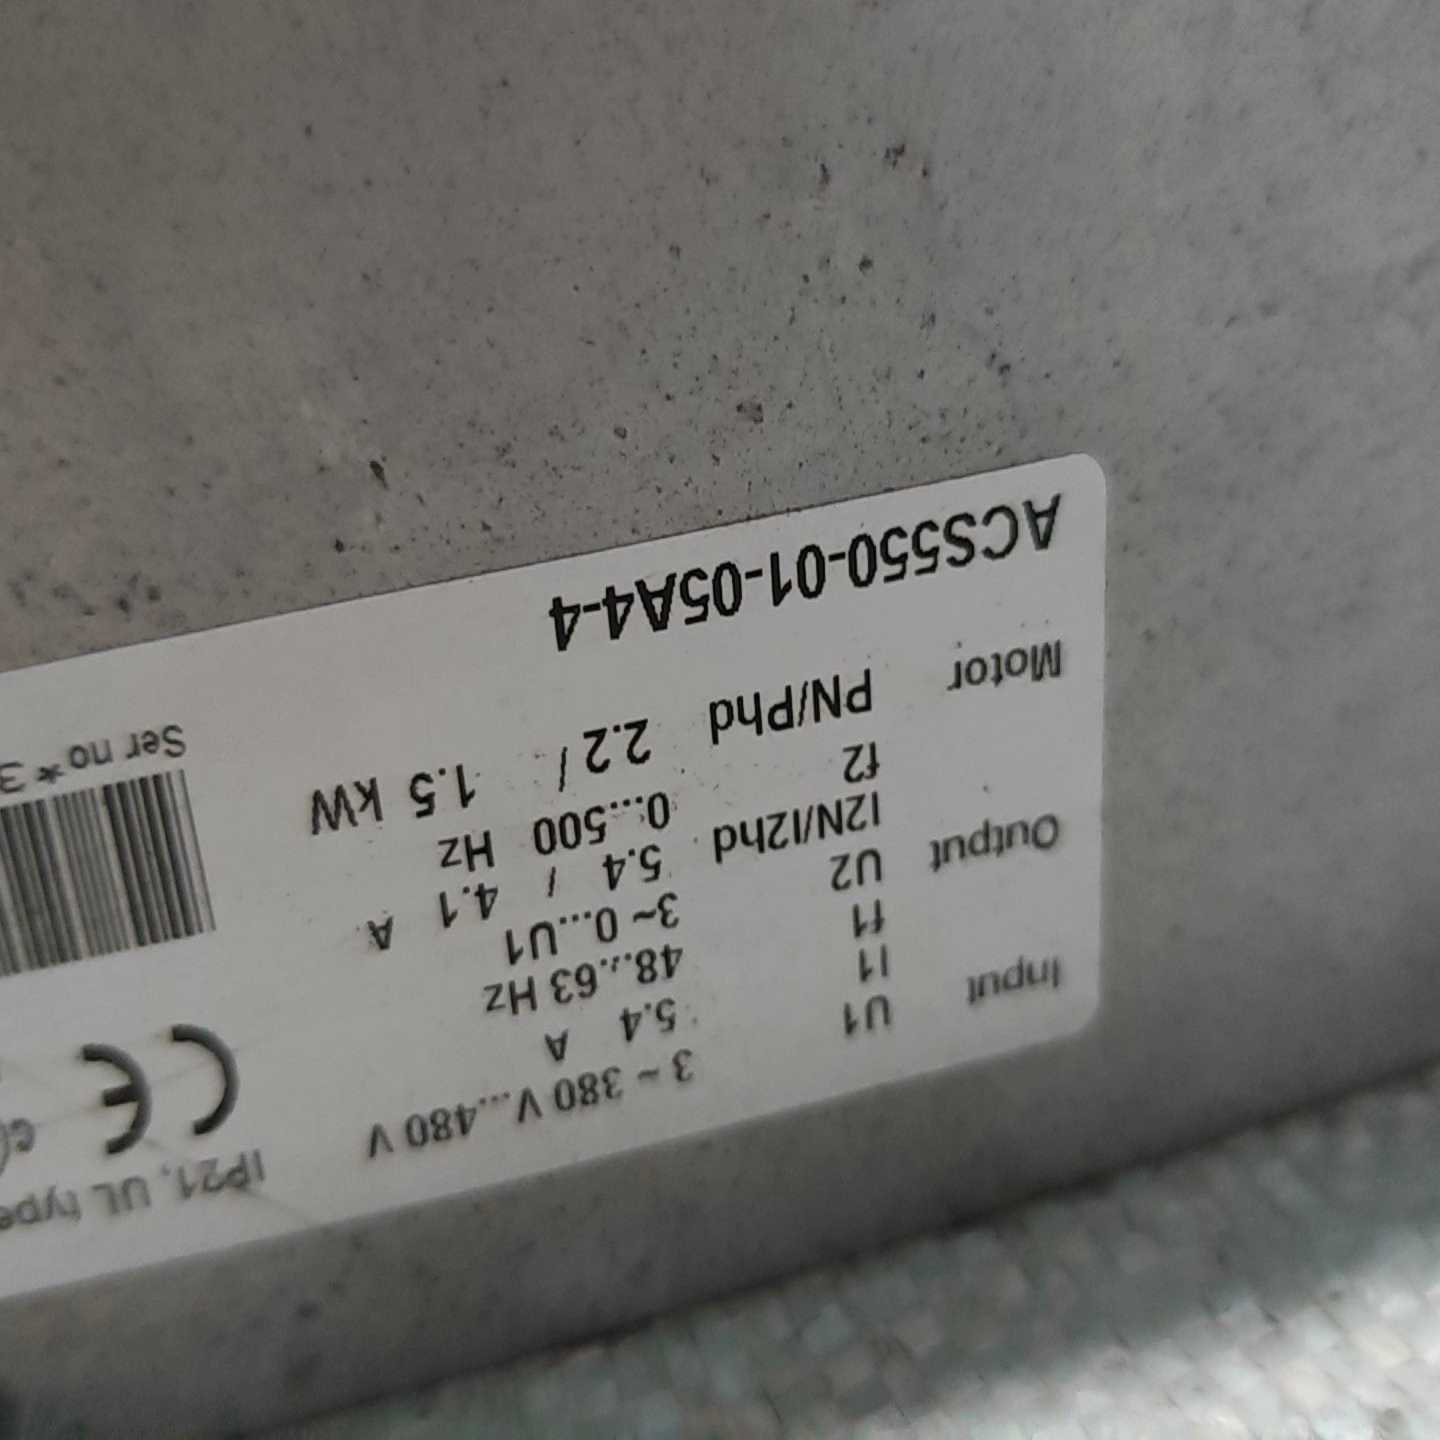 Input U1 3 ~ 380 V...480 V
IP21, UL type
I1 5.4 A
f1 48...63 Hz
CE
Output U2 3~ 0...U1
I2N/I2hd 5.4 / 4.1 A
f2 0...500 Hz
Motor PN/Phd 2.2 / 1.5 kW
Ser no* 3
ACS550-01-05A4-4